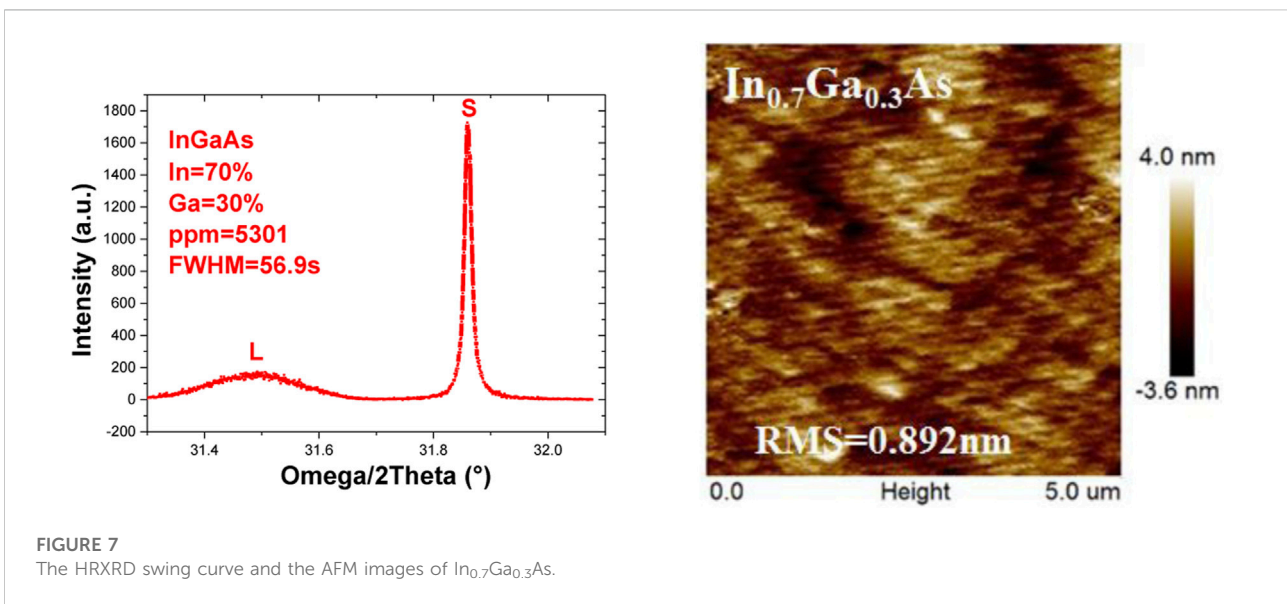 1800
1600
1400
1200
1000
800
600
400
200
0
-200
Intensity (a.u.)
InGaAs
In=70%
Ga=30%
ppm=5301
FWHM=56.9s
L
S
31.4
31.6
31.8
32.0
Omega/2Theta (°)
In₀.₇Ga₀.₃As
RMS=0.892nm
0.0
Height
5.0 um
4.0 nm
-3.6 nm
FIGURE 7
The HRXRD swing curve and the AFM images of In₀.₇Ga₀.₃As.